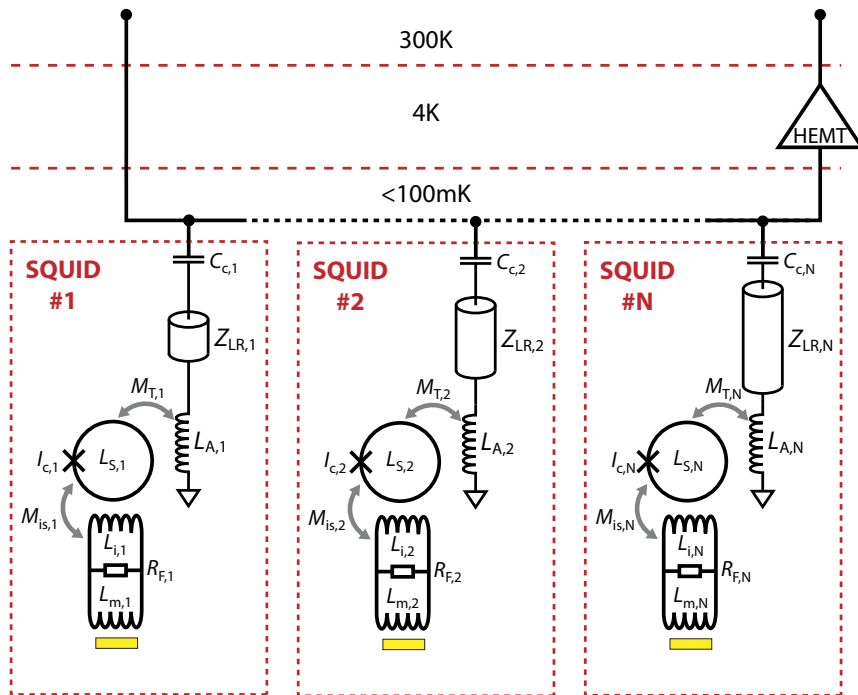 300K
4K
HEMT
<100mK
SQUID
#1
C_c,1
Z_LR,1
M_T,1
L_A,1
I_c,1
L_S,1
M_is,1
L_i,1
R_F,1
L_m,1
SQUID
#2
C_c,2
Z_LR,2
M_T,2
L_A,2
I_c,2
L_S,2
M_is,2
L_i,2
R_F,2
L_m,2
SQUID
#N
C_c,N
Z_LR,N
M_T,N
L_A,N
I_c,N
L_S,N
M_is,N
L_i,N
R_F,N
L_m,N